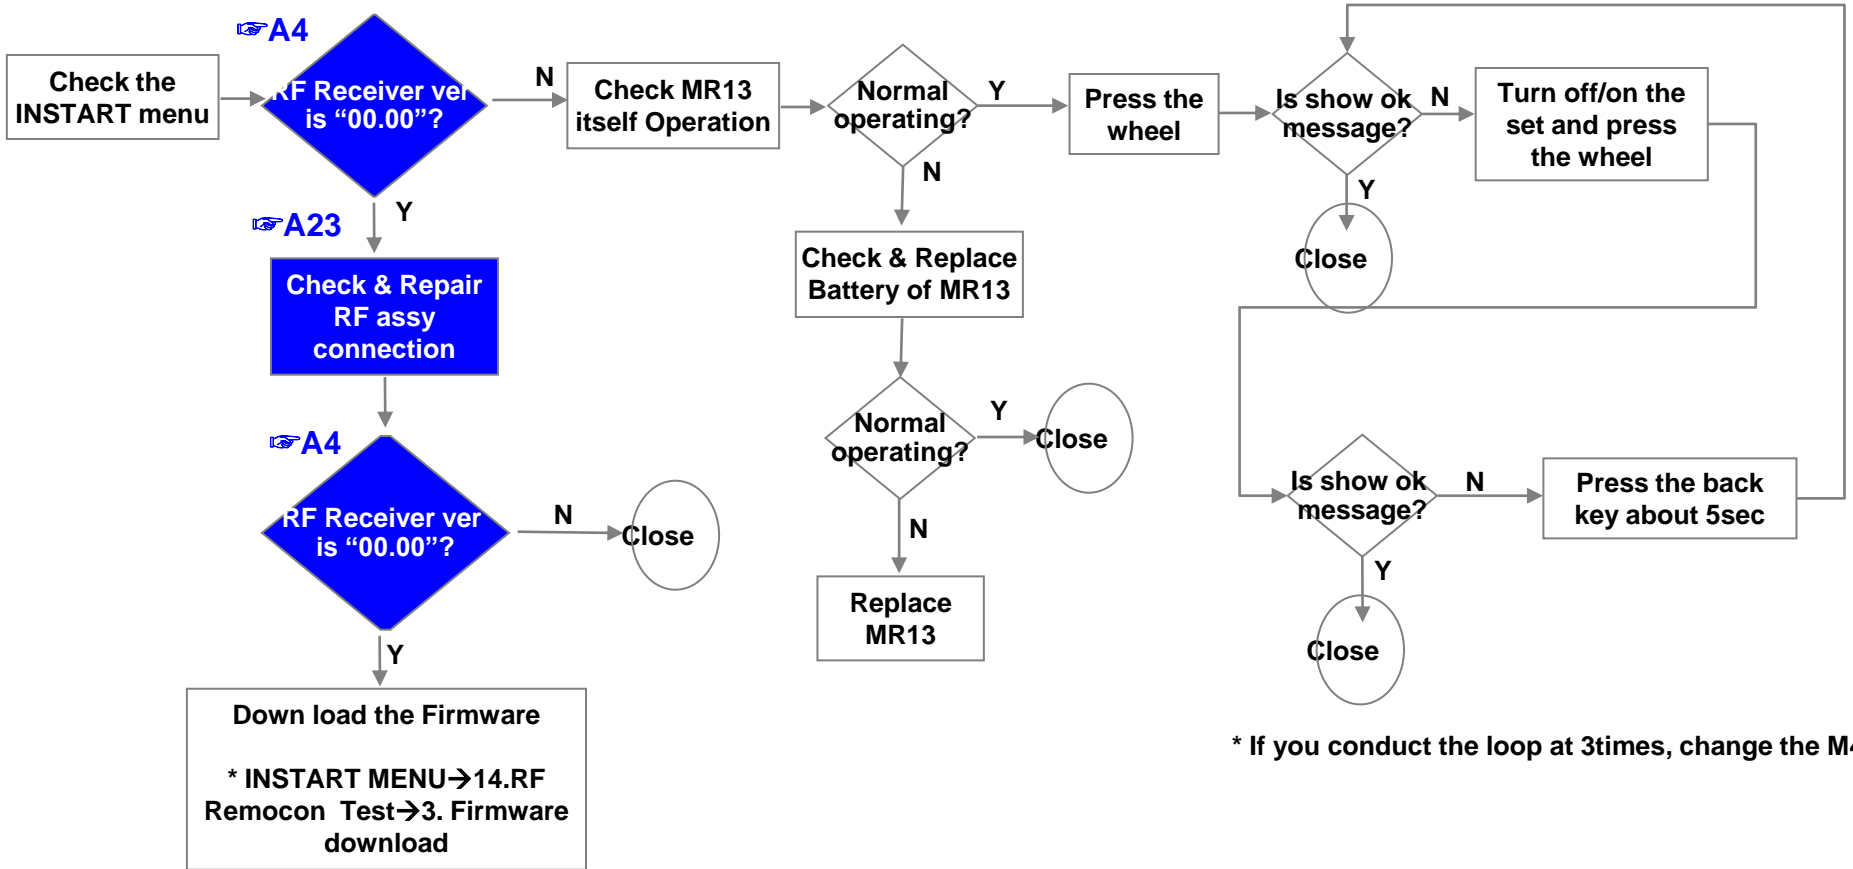 ☞A4
Check the
INSTART menu
RF Receiver ver
is “00.00”?
N
Check MR13
itself Operation
Normal
operating?
Y
Press the
wheel
Is show ok
message?
N
Turn off/on the
set and press
the wheel
Y
N
Y
Close
☞A23
Check & Repair
RF assy
connection
Check & Replace
Battery of MR13
☞A4
RF Receiver ver
is “00.00”?
N
Close
Y
Normal
operating?
Y
Close
N
Replace
MR13
Is show ok
message?
N
Press the back
key about 5sec
Y
Close
Down load the Firmware
* INSTART MENU→14.RF
Remocon Test→3. Firmware
download
* If you conduct the loop at 3times, change the